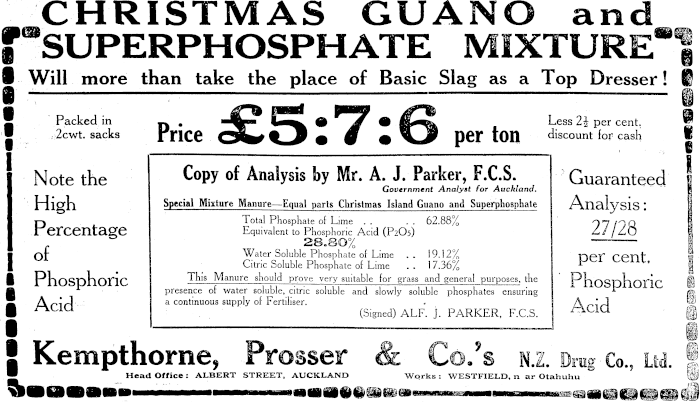 CHRISTMAS GUANO and
SUPERPHOSPHATE MIXTURE
Will more than take the place of Basic Slag as a Top Dresser!
Packed in
2cwt. sacks
Price £5:7:6 per ton
Less 2½ per cent.
discount for cash
Note the
High
Percentage
of
Phosphoric
Acid
Copy of Analysis by Mr. A. J. Parker, F.C.S.
Government Analyst for Auckland.
Special Mixture Manure—Equal parts Christmas Island Guano and Superphosphate
Total Phosphate of Lime .. .. 62.88%
Equivalent to Phosphoric Acid (P2O5)
28.80%
Water Soluble Phosphate of Lime .. 19.12%
Citric Soluble Phosphate of Lime .. 17.36%
This Manure should prove very suitable for grass and general purposes, the
presence of water soluble, citric soluble and slowly soluble phosphates ensuring
a continuous supply of Fertiliser.
(Signed) ALF. J. PARKER, F.C.S.
Guaranteed
Analysis:
27/28
per cent.
Phosphoric
Acid
Kempthorne, Prosser & Co.'s N.Z. Drug Co., Ltd.
Head Office: ALBERT STREET, AUCKLAND Works: WESTFIELD, n ar Otahuhu